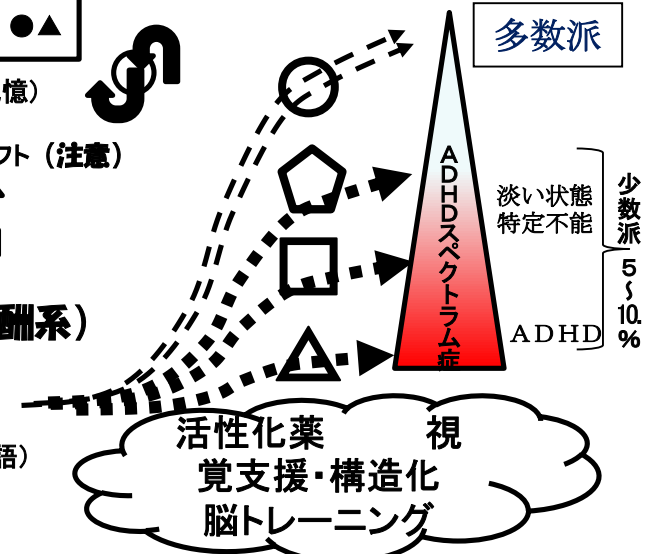 ●▲
多数派
憶）
フト（注意）
ADHDスペクトラム症
淡い状態
特定不能
少数派 5～10.%
酬系）
ADHD
語）
活性化薬　　視
覚支援・構造化
脳トレーニング